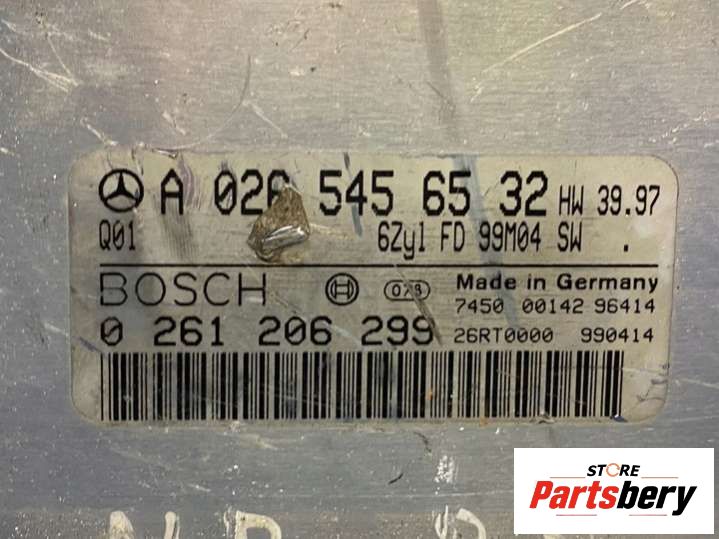 A 545 65 32 HW 39.97
Q01 6Zyl FD 99M04 SW .
BOSCH Made in Germany
7450 00142 96414
0 261 206 299 26RT0000 990414
STORE
Partsbery